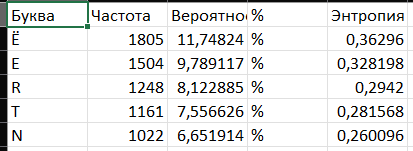 Буква Частота Вероятно % Энтропия
Ё 1805 11,74824 % 0,36296
E 1504 9,789117 % 0,328198
R 1248 8,122885 % 0,2942
T 1161 7,556626 % 0,281568
N 1022 6,651914 % 0,260096